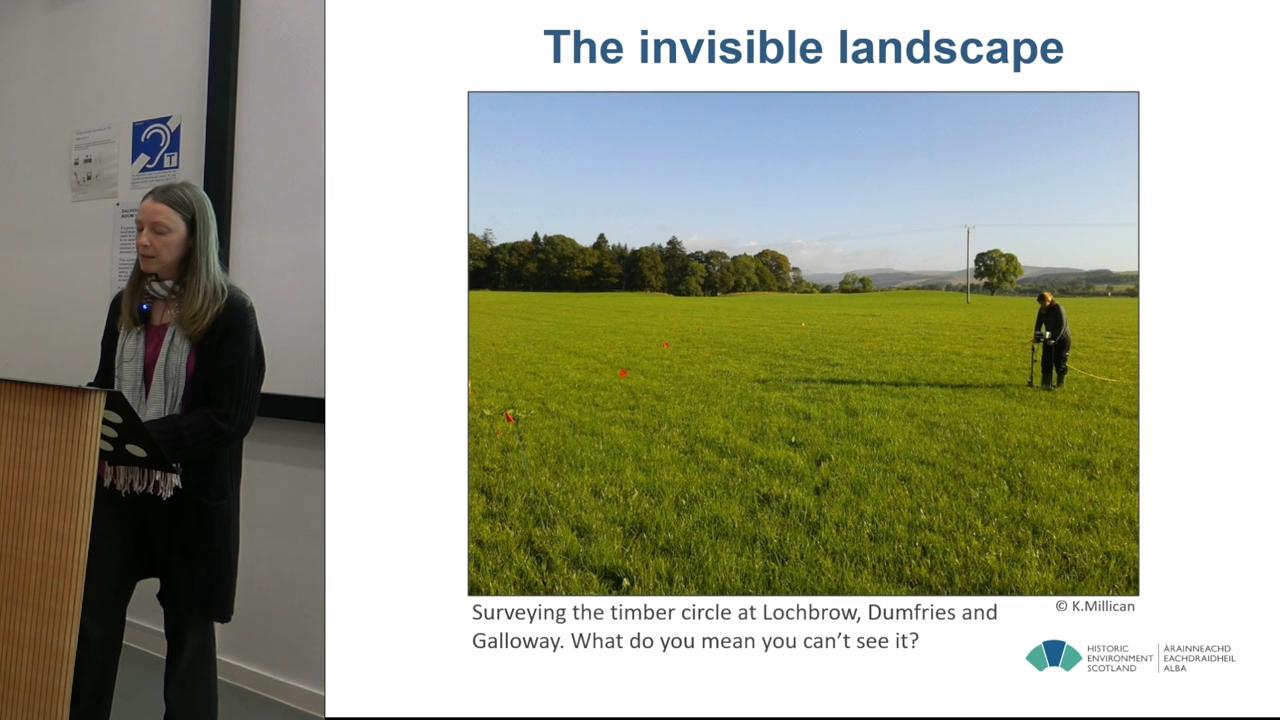 The invisible landscape
T
Surveying the timber circle at Lochbrow, Dumfries and
Galloway. What do you mean you can’t see it?
© K.Millican
HISTORIC
ENVIRONMENT
SCOTLAND
ÀRAINNEACHD
EACHDRAIDHEIL
ALBA